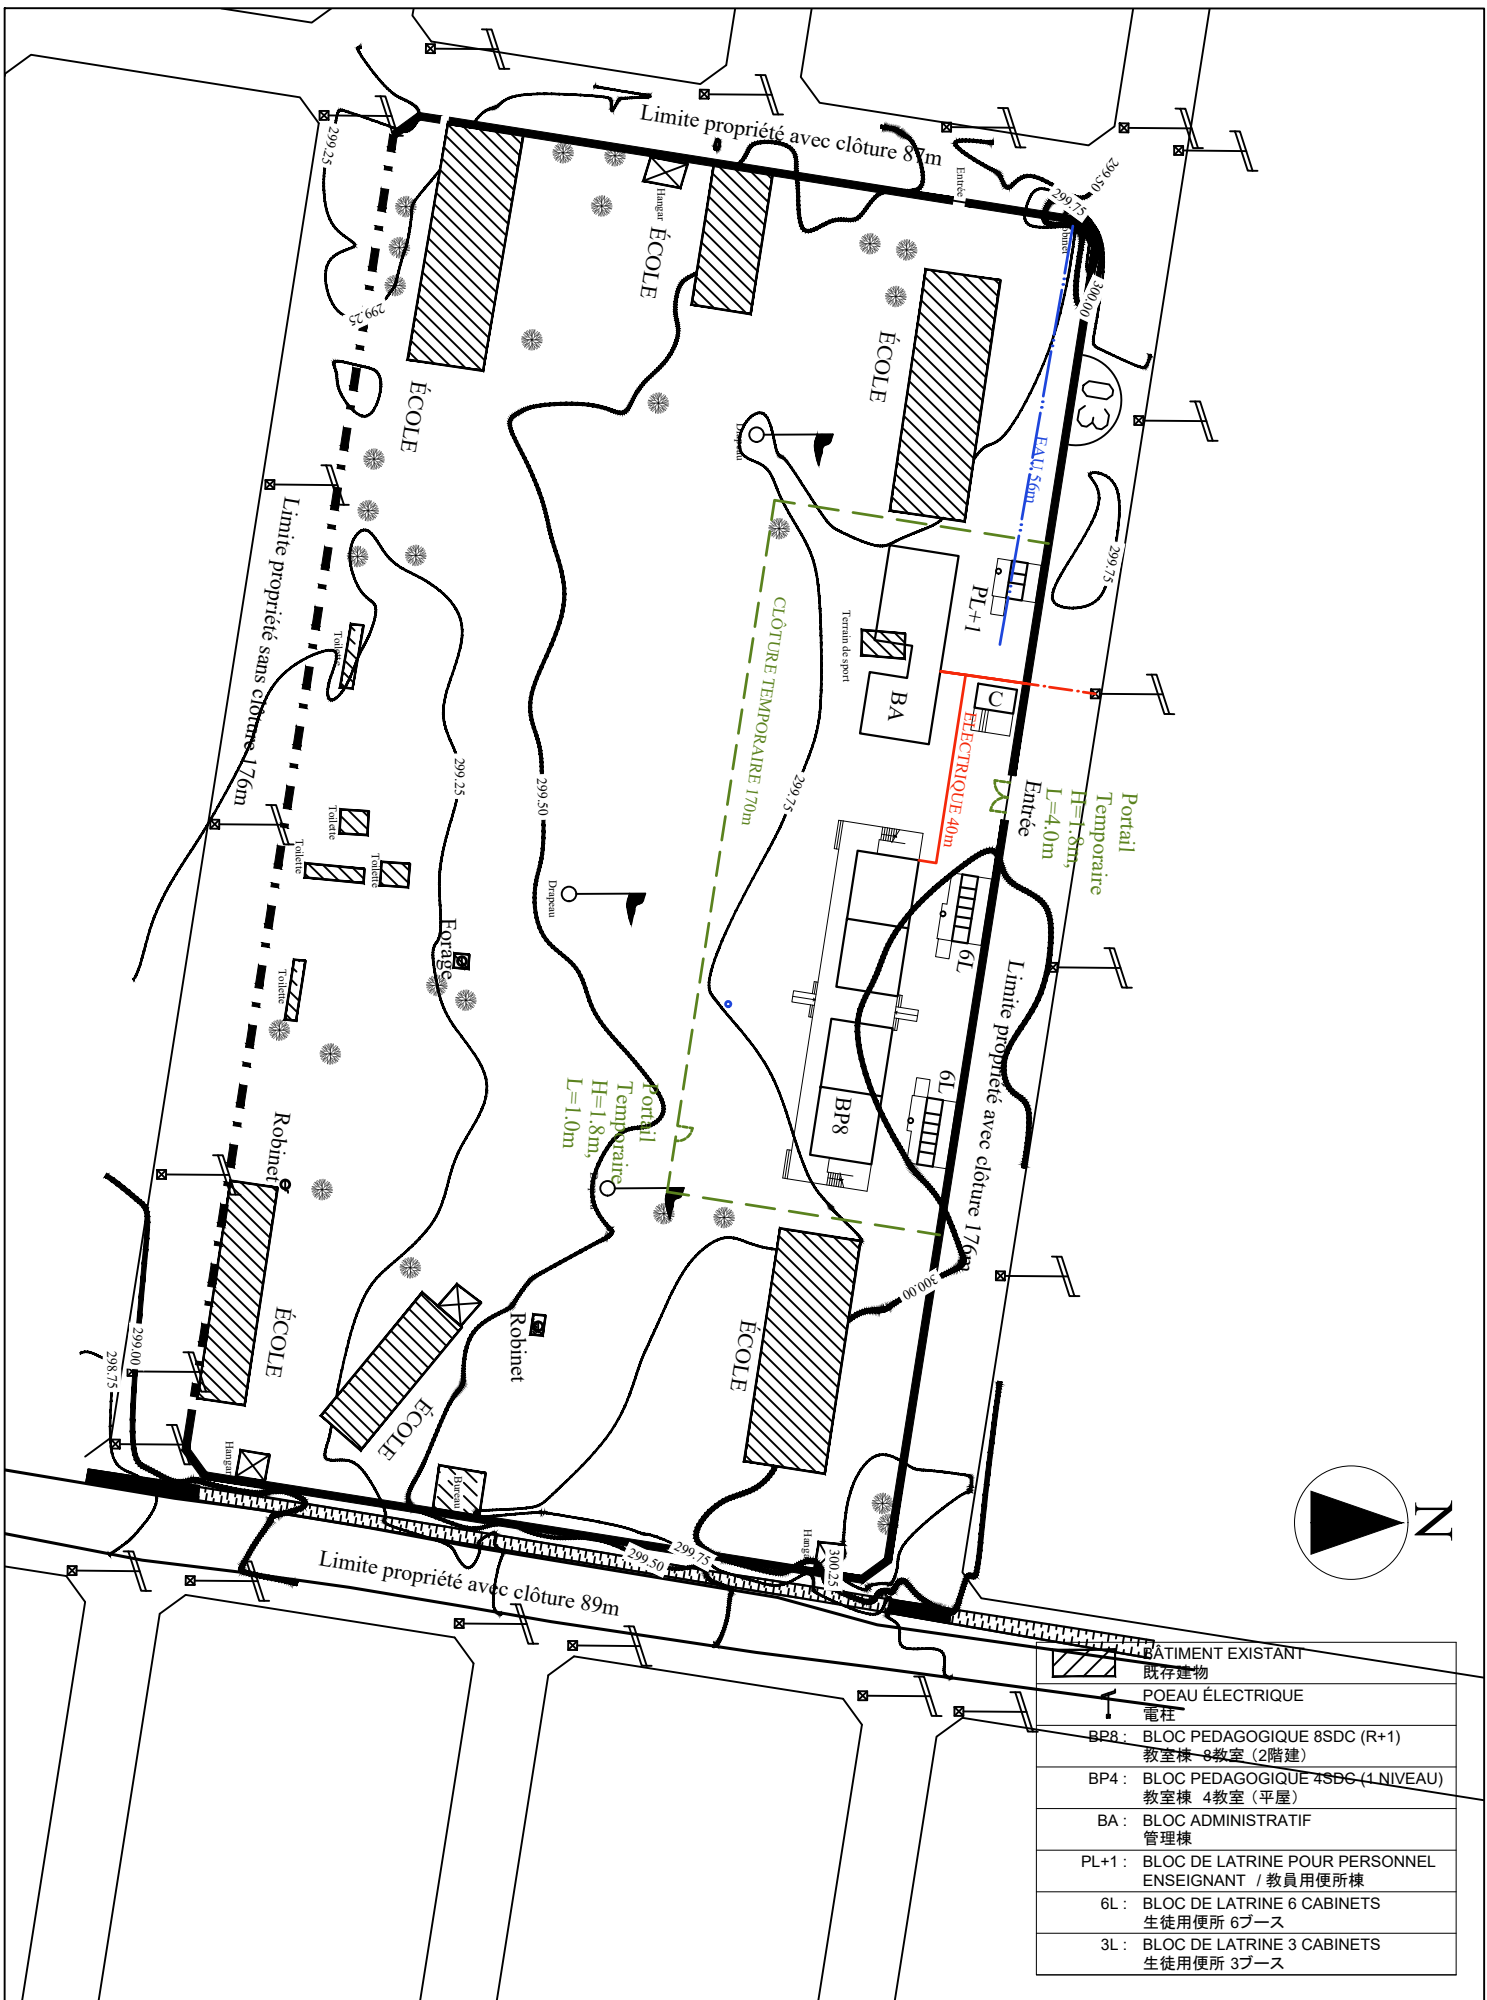 Limite propriété avec clôture 87m
299.25
Hangar
ÉCOLE
Entrée
299.50
299.75
300.00
299.25
ÉCOLE
ÉCOLE
03
Drapeau
EAU 56m
299.75
Limite propriété sans clôture 176m
CLÔTURE TEMPORAIRE 170m
Terrain de sport
PL+1
BA
C
ELECTRIQUE 40m
Toilette
299.25
299.50
299.75
Portail
Temporaire
H=1.8m,
L=4.0m
Entrée
Toilette
Toilette
Toilette
Drapeau
Forage
6L
Toilette
Limite propriété avec clôture 176m
6L
BP8
Portail
Temporaire
H=1.8m,
L=1.0m
Robinet
300.00
ÉCOLE
Robinet
ÉCOLE
ÉCOLE
299.00
298.75
Hangar
Bureau
Hangar
299.50
299.75
300.25
Limite propriété avec clôture 89m
N
BÂTIMENT EXISTANT
既存建物
POEAU ÉLECTRIQUE
電柱
BP8 : BLOC PEDAGOGIQUE 8SDC (R+1)
教室棟 8教室（2階建）
BP4 : BLOC PEDAGOGIQUE 4SDC (1 NIVEAU)
教室棟 4教室（平屋）
BA : BLOC ADMINISTRATIF
管理棟
PL+1 : BLOC DE LATRINE POUR PERSONNEL
ENSEIGNANT / 教員用便所棟
6L : BLOC DE LATRINE 6 CABINETS
生徒用便所 6ブース
3L : BLOC DE LATRINE 3 CABINETS
生徒用便所 3ブース